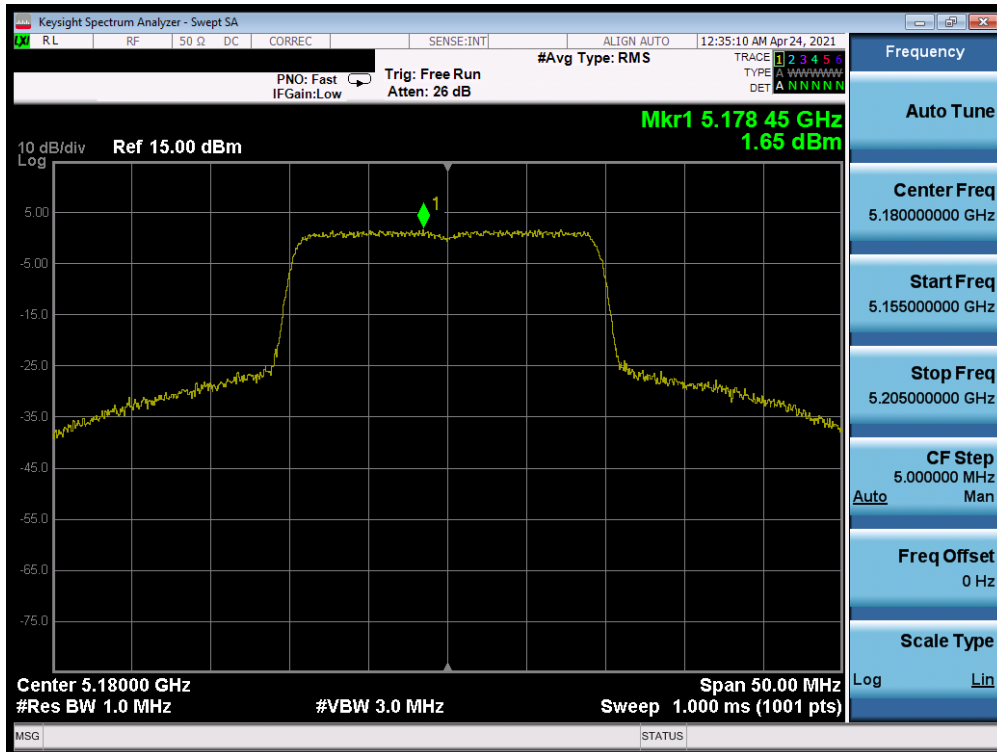 Keysight Spectrum Analyzer - Swept SA
LXI RL RF 50 Ω DC CORREC SENSE:INT ALIGN AUTO 12:35:10 AM Apr 24, 2021
#Avg Type: RMS TRACE 1 2 3 4 5 6
PNO: Fast Trig: Free Run TYPE A WWWWW
IFGain:Low Atten: 26 dB DET A N N N N N
Mkr1 5.178 45 GHz
1.65 dBm
10 dB/div Ref 15.00 dBm
Log
1
5.00
-5.00
-15.0
-25.0
-35.0
-45.0
-55.0
-65.0
-75.0
Center 5.18000 GHz Span 50.00 MHz
#Res BW 1.0 MHz #VBW 3.0 MHz Sweep 1.000 ms (1001 pts)
MSG STATUS
Frequency
Auto Tune
Center Freq
5.180000000 GHz
Start Freq
5.155000000 GHz
Stop Freq
5.205000000 GHz
CF Step
5.000000 MHz
Auto Man
Freq Offset
0 Hz
Scale Type
Log Lin